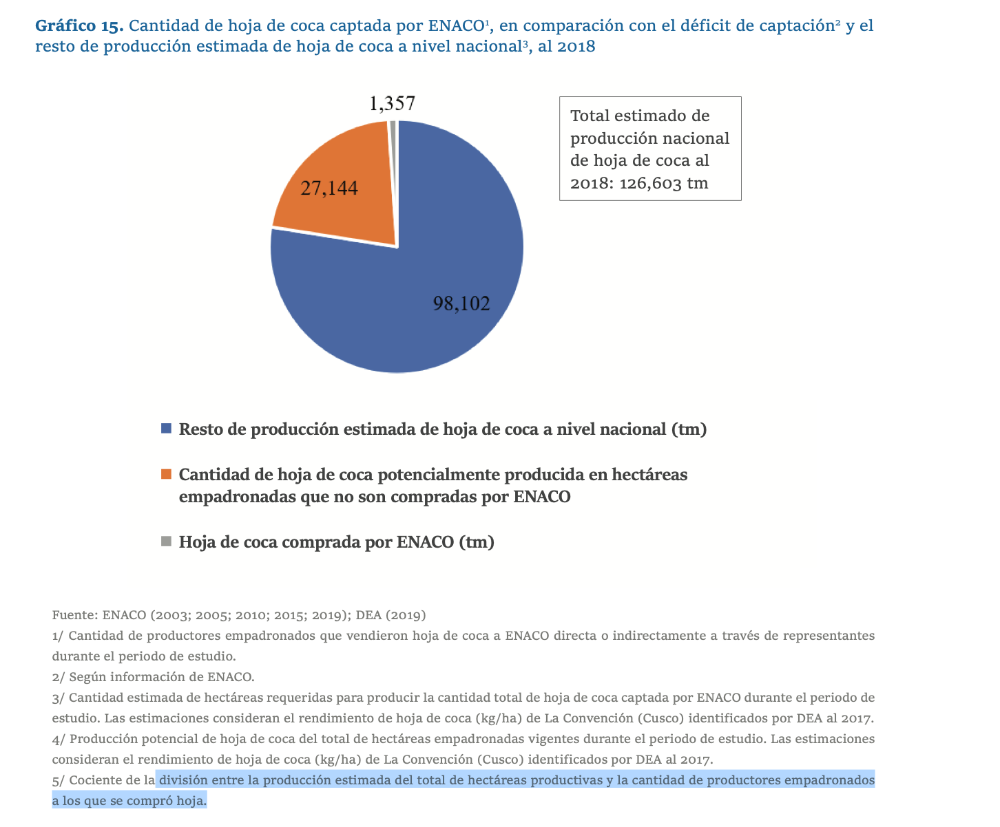 Gráfico 15. Cantidad de hoja de coca captada por ENACO¹, en comparación con el déficit de captación² y el
resto de producción estimada de hoja de coca a nivel nacional³, al 2018
1,357
27,144
98,102
Total estimado de
producción nacional
de hoja de coca al
2018: 126,603 tm
Resto de producción estimada de hoja de coca a nivel nacional (tm)
Cantidad de hoja de coca potencialmente producida en hectáreas
empadronadas que no son compradas por ENACO
Hoja de coca comprada por ENACO (tm)
Fuente: ENACO (2003; 2005; 2010; 2015; 2019); DEA (2019)
1/ Cantidad de productores empadronados que vendieron hoja de coca a ENACO directa o indirectamente a través de representantes
durante el periodo de estudio.
2/ Según información de ENACO.
3/ Cantidad estimada de hectáreas requeridas para producir la cantidad total de hoja de coca captada por ENACO durante el periodo de
estudio. Las estimaciones consideran el rendimiento de hoja de coca (kg/ha) de La Convención (Cusco) identificados por DEA al 2017.
4/ Producción potencial de hoja de coca del total de hectáreas empadronadas vigentes durante el periodo de estudio. Las estimaciones
consideran el rendimiento de hoja de coca (kg/ha) de La Convención (Cusco) identificados por DEA al 2017.
5/ Cociente de la división entre la producción estimada del total de hectáreas productivas y la cantidad de productores empadronados
a los que se compró hoja.